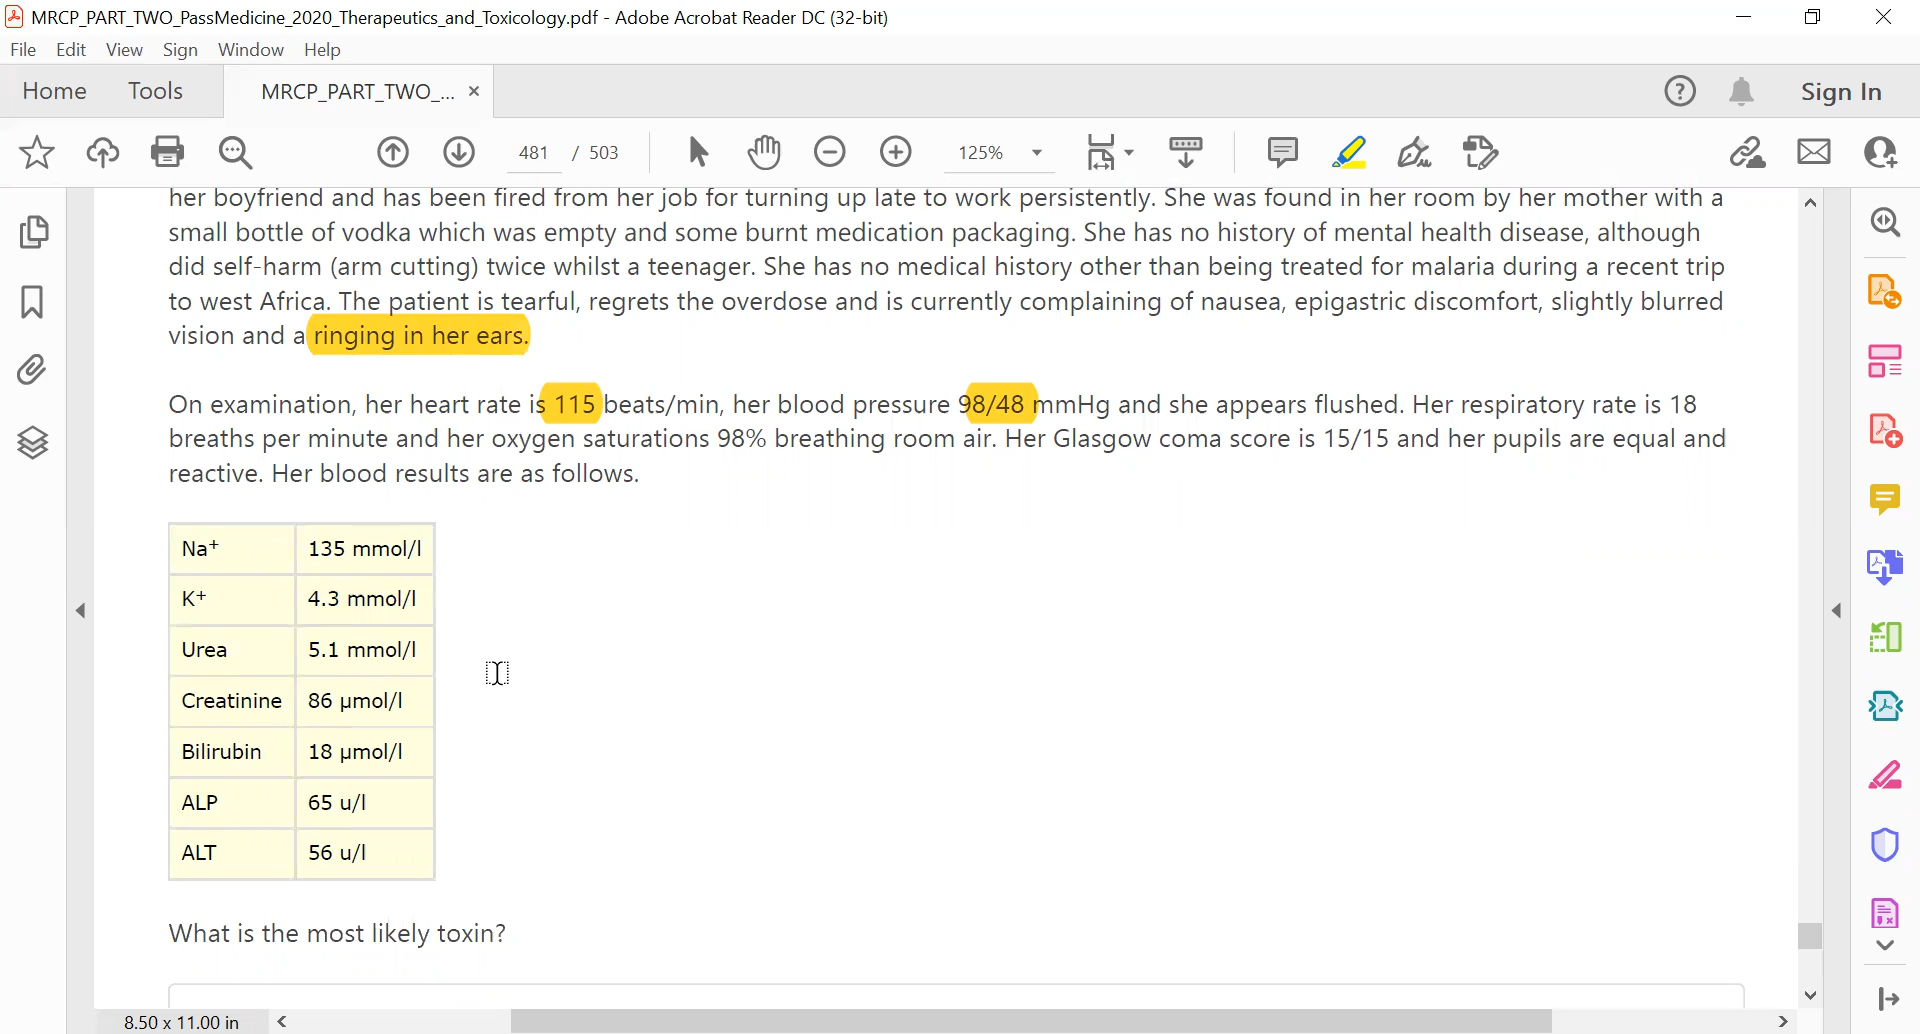 MRCP_PART_TWO_PassMedicine_2020_Therapeutics_and_Toxicology.pdf - Adobe Acrobat Reader DC (32-bit)
File Edit View Sign Window Help
Home Tools MRCP_PART_TWO_... × Sign In
481 / 503 125%
her boyfriend and has been fired from her job for turning up late to work persistently. She was found in her room by her mother with a
small bottle of vodka which was empty and some burnt medication packaging. She has no history of mental health disease, although
did self-harm (arm cutting) twice whilst a teenager. She has no medical history other than being treated for malaria during a recent trip
to west Africa. The patient is tearful, regrets the overdose and is currently complaining of nausea, epigastric discomfort, slightly blurred
vision and a ringing in her ears.
On examination, her heart rate is 115 beats/min, her blood pressure 98/48 mmHg and she appears flushed. Her respiratory rate is 18
breaths per minute and her oxygen saturations 98% breathing room air. Her Glasgow coma score is 15/15 and her pupils are equal and
reactive. Her blood results are as follows.
Na⁺ 135 mmol/l
K⁺ 4.3 mmol/l
Urea 5.1 mmol/l
Creatinine 86 µmol/l
Bilirubin 18 µmol/l
ALP 65 u/l
ALT 56 u/l
What is the most likely toxin?
8.50 x 11.00 in